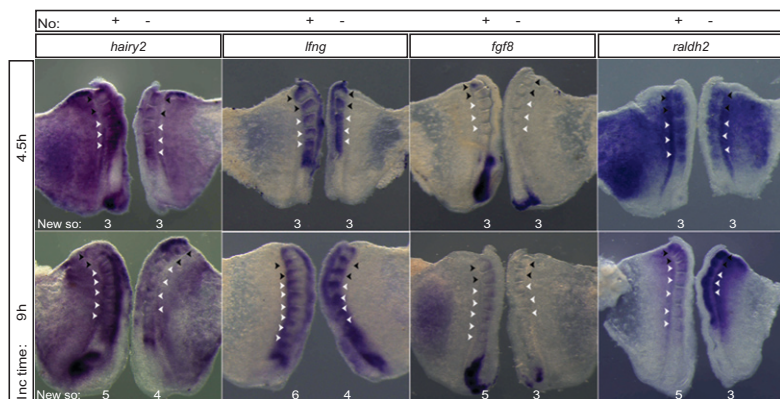 No: + - + - + - + -
hairy2 lfng fgf8 raldh2
4.5h
New so: 3 3 3 3 3 3 3 3
9h
Inc time:
New so: 5 4 6 4 5 3 5 3